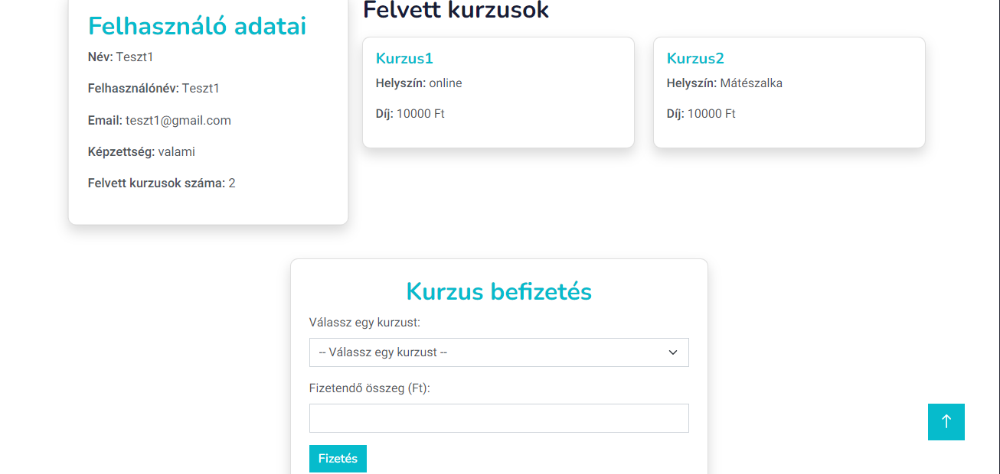 Felhasználó adatai
Név: Teszt1
Felhasználónév: Teszt1
Email: teszt1@gmail.com
Képzettség: valami
Felvett kurzusok száma: 2
Felvett kurzusok
Kurzus1
Helyszín: online
Díj: 10000 Ft
Kurzus2
Helyszín: Mátészalka
Díj: 10000 Ft
Kurzus befizetés
Válassz egy kurzust:
-- Válassz egy kurzust --
Fizetendő összeg (Ft):
Fizetés